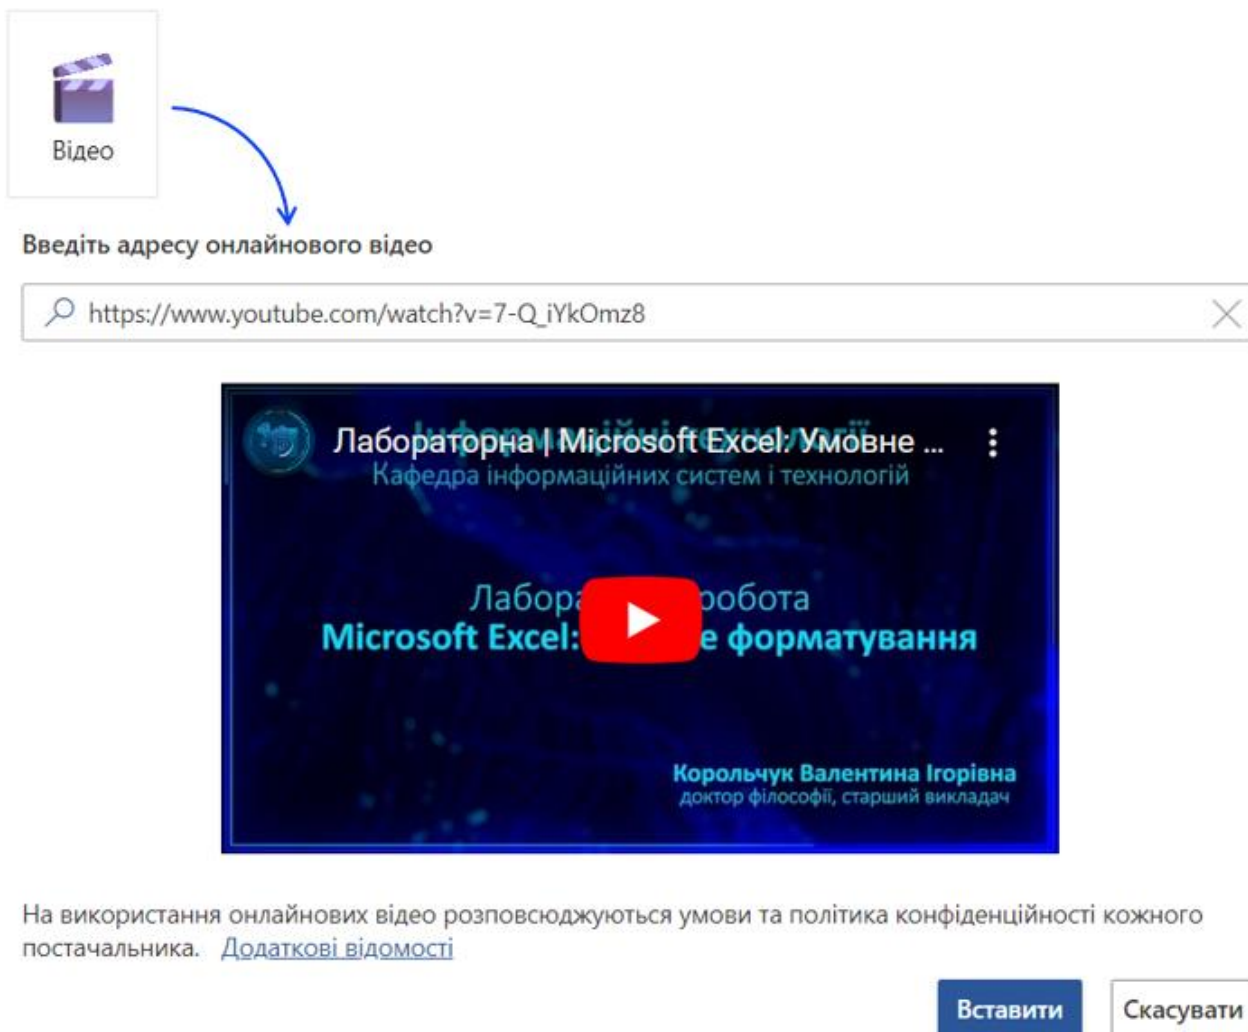 Відео
Введіть адресу онлайнового відео
https://www.youtube.com/watch?v=7-Q_iYkOmz8
Інформаційні технології
Лабораторна | Microsoft Excel: Умовне ...
Кафедра інформаційних систем і технологій
робота
Microsoft Excel: форматування
Корольчук Валентина Ігорівна
доктор філософії, старший викладач
На використання онлайнових відео розповсюджуються умови та політика конфіденційності кожного
постачальника. Додаткові відомості
Вставити Скасувати